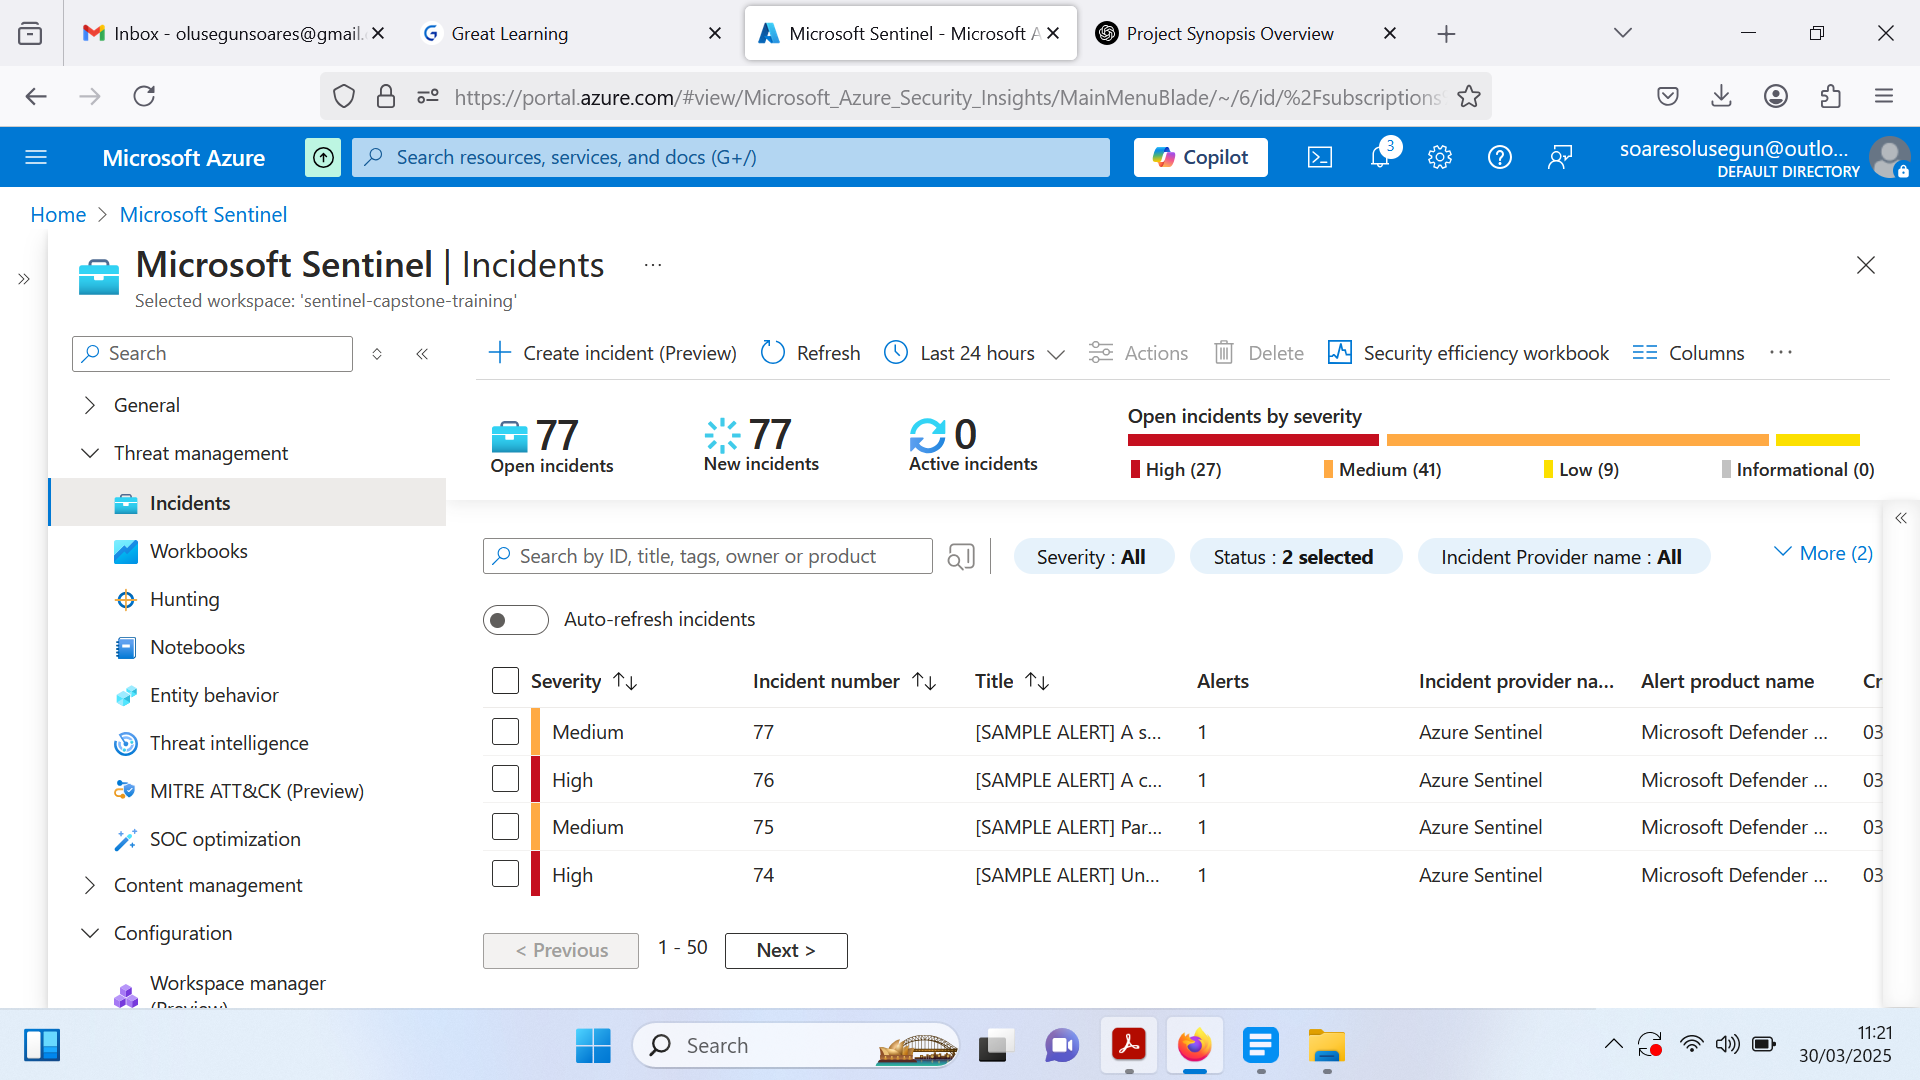 Inbox - olusegunsoares@gmail.
Great Learning
Microsoft Sentinel - Microsoft A
Project Synopsis Overview
https://portal.azure.com/#view/Microsoft_Azure_Security_Insights/MainMenuBlade/~/6/id/%2Fsubscriptions%
Microsoft Azure
Search resources, services, and docs (G+/)
Copilot
3
soaresolusegun@outlo...
DEFAULT DIRECTORY
Home > Microsoft Sentinel
Microsoft Sentinel | Incidents ...
Selected workspace: 'sentinel-capstone-training'
Search
General
Threat management
Incidents
Workbooks
Hunting
Notebooks
Entity behavior
Threat intelligence
MITRE ATT&CK (Preview)
SOC optimization
Content management
Configuration
Workspace manager
(Preview)
Create incident (Preview) Refresh Last 24 hours Actions Delete Security efficiency workbook Columns ...
77
Open incidents
77
New incidents
0
Active incidents
Open incidents by severity
High (27) Medium (41) Low (9) Informational (0)
Search by ID, title, tags, owner or product
Severity : All
Status : 2 selected
Incident Provider name : All
More (2)
Auto-refresh incidents
Severity Incident number Title Alerts Incident provider na... Alert product name Cr
Medium 77 [SAMPLE ALERT] A s... 1 Azure Sentinel Microsoft Defender ... 03
High 76 [SAMPLE ALERT] A c... 1 Azure Sentinel Microsoft Defender ... 03
Medium 75 [SAMPLE ALERT] Par... 1 Azure Sentinel Microsoft Defender ... 03
High 74 [SAMPLE ALERT] Un... 1 Azure Sentinel Microsoft Defender ... 03
< Previous 1 - 50 Next >
Search
11:21
30/03/2025